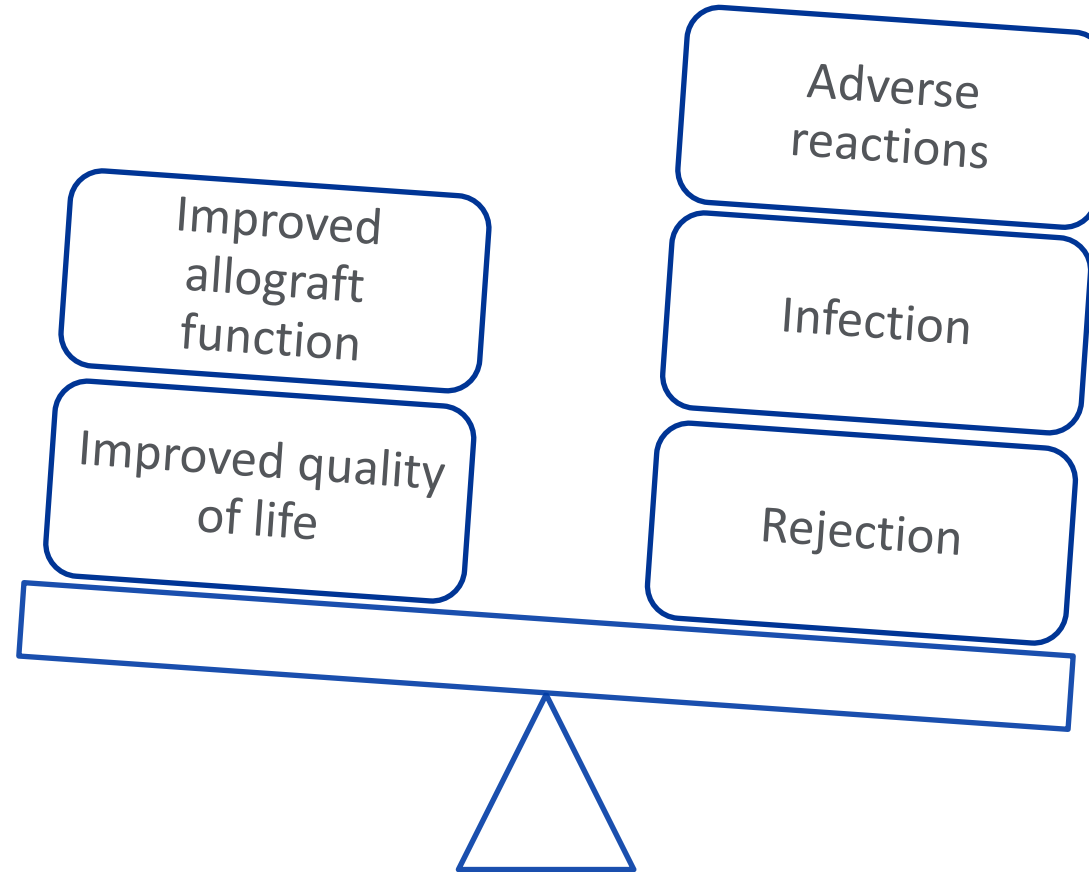 Improved
allograft
function
Improved quality
of life
Adverse
reactions
Infection
Rejection